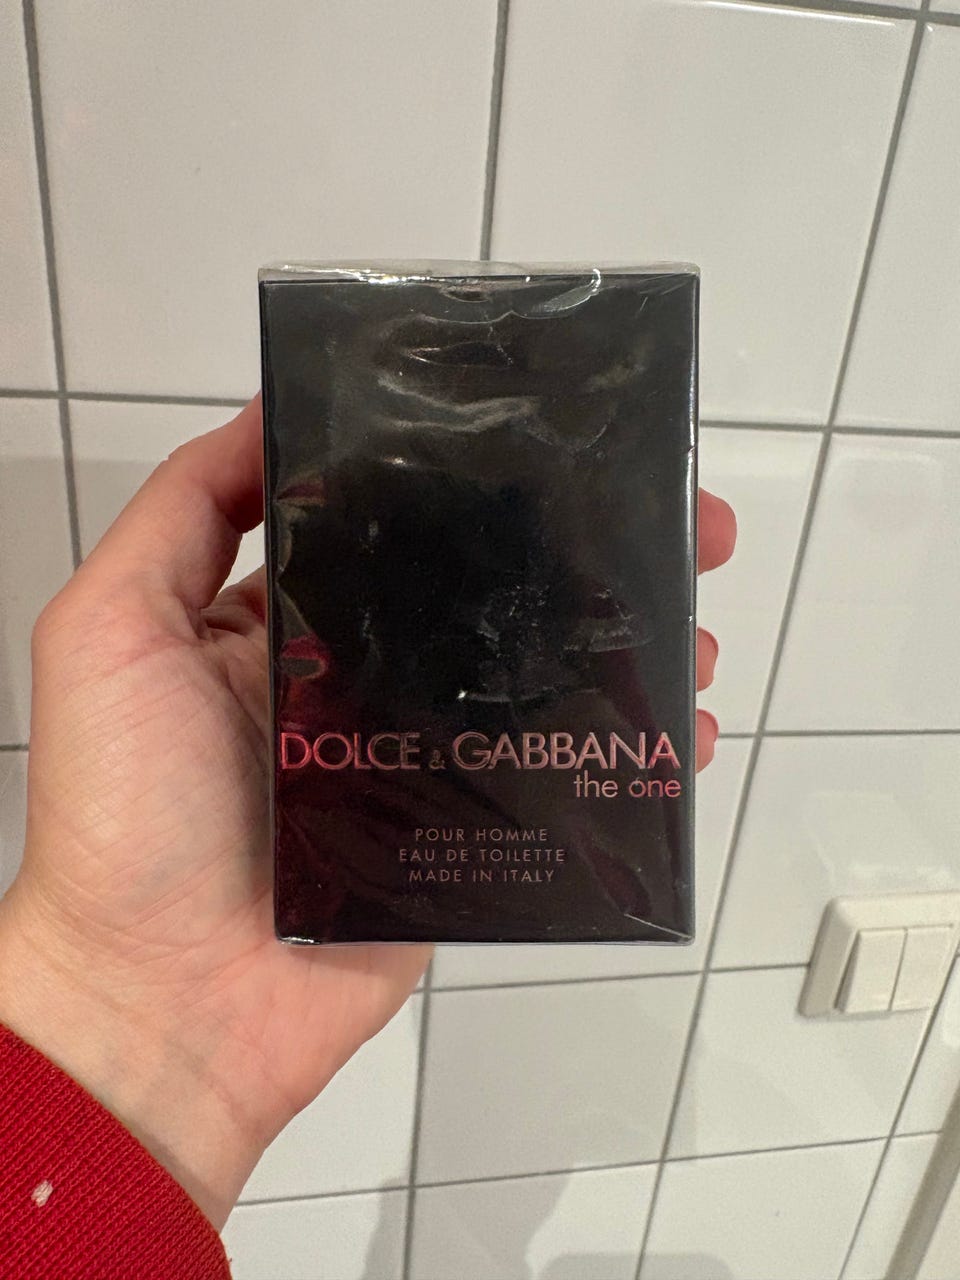 DOLCE & GABBANA
the one
POUR HOMME
EAU DE TOILETTE
MADE IN ITALY